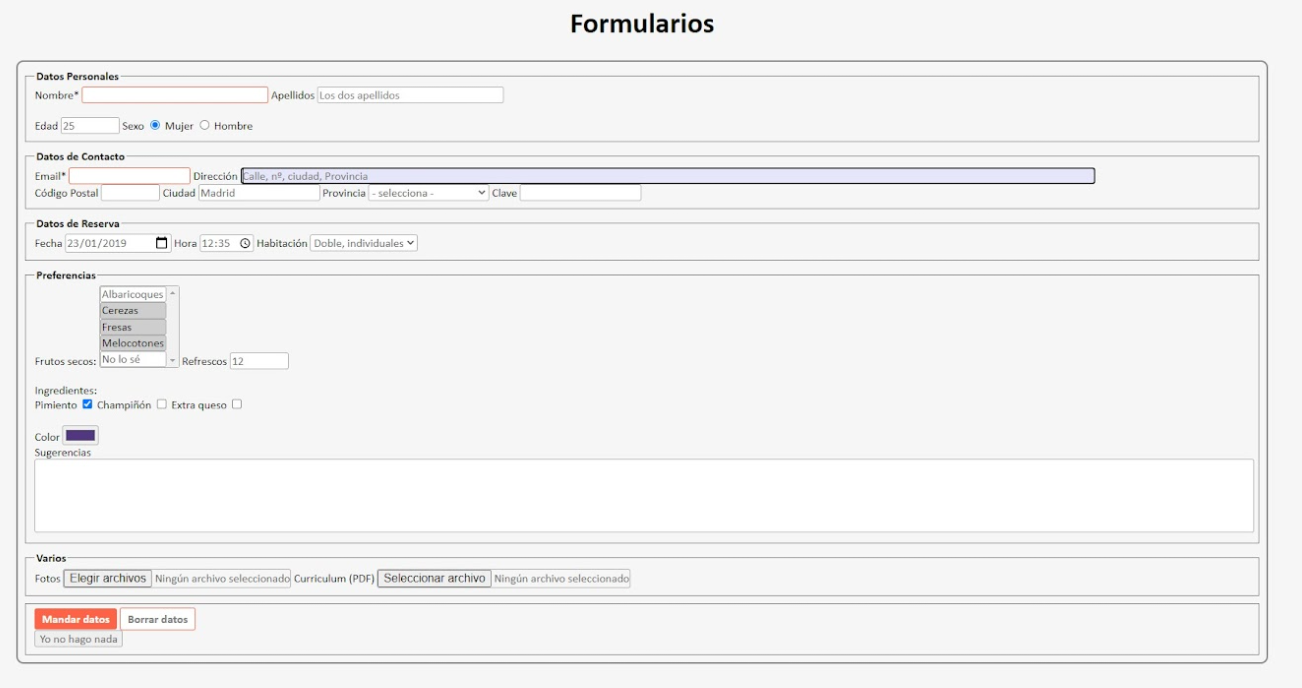 Formularios
Datos Personales
Nombre* Apellidos Los dos apellidos
Edad 25 Sexo Mujer Hombre
Datos de Contacto
Email* Dirección Calle, nº, ciudad, Provincia
Código Postal Ciudad Madrid Provincia - selecciona - Clave
Datos de Reserva
Fecha 23/01/2019 Hora 12:35 Habitación Doble, individuales
Preferencias
Albaricoques
Cerezas
Fresas
Melocotones
Frutos secos: No lo sé Refrescos 12
Ingredientes:
Pimiento Champiñón Extra queso
Color
Sugerencias
Varios
Fotos Elegir archivos Ningún archivo seleccionado Curriculum (PDF) Seleccionar archivo Ningún archivo seleccionado
Mandar datos Borrar datos
Yo no hago nada